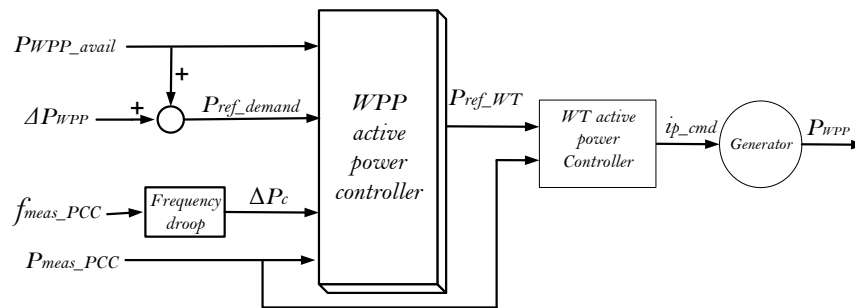 PWPP_avail
+
+
ΔPWPP
Pref_demand
WPP
active
power
controller
Pref_WT
WT active
power
Controller
ip_cmd
Generator
PWPP
fmeas_PCC
Frequency
droop
ΔPc
Pmeas_PCC